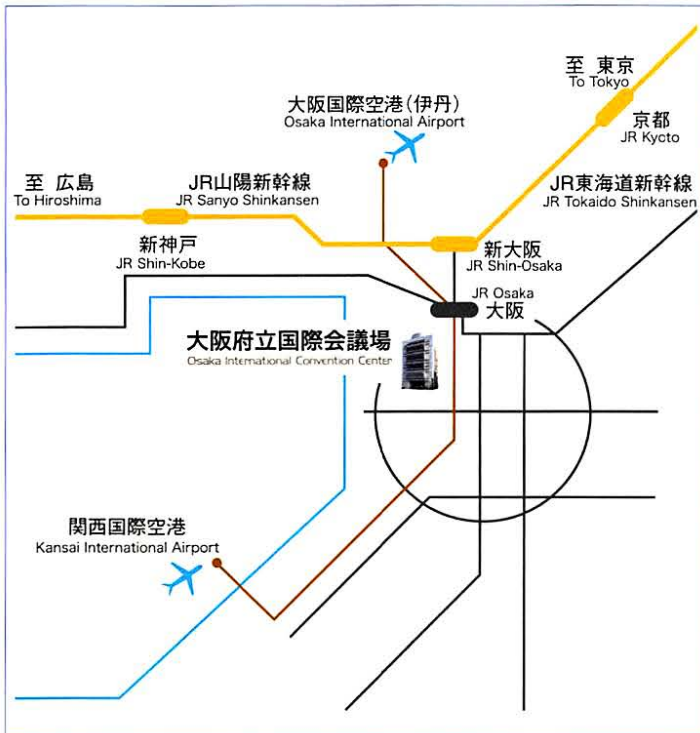 至 東京
To Tokyo
大阪国際空港(伊丹)
Osaka International Airport
京都
JR Kycto
至 広島
To Hiroshima
JR山陽新幹線
JR Sanyo Shinkansen
JR東海道新幹線
JR Tokaido Shinkansen
新神戸
JR Shin-Kobe
新大阪
JR Shin-Osaka
JR Osaka
大阪
大阪府立国際会議場
Osaka International Convention Center
関西国際空港
Kansai International Airport